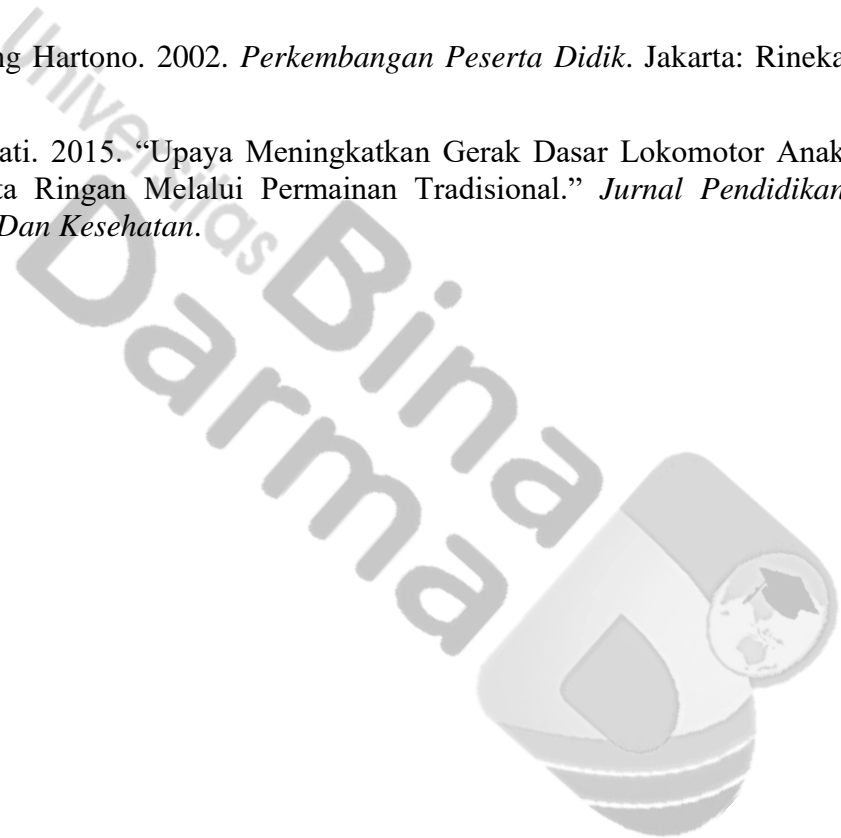 ng Hartono. 2002. Perkembangan Peserta Didik. Jakarta: Rineka
ati. 2015. “Upaya Meningkatkan Gerak Dasar Lokomotor Anak
ta Ringan Melalui Permainan Tradisional.” Jurnal Pendidikan
Dan Kesehatan.
Universitas
Bina
Darma